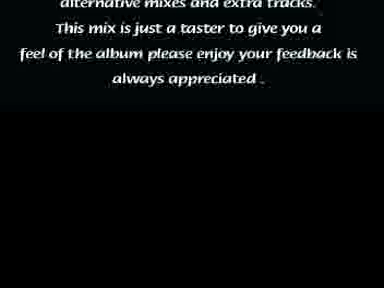 alternative mixes and extra tracks.
This mix is just a taster to give you a
feel of the album please enjoy your feedback is
always appreciated .